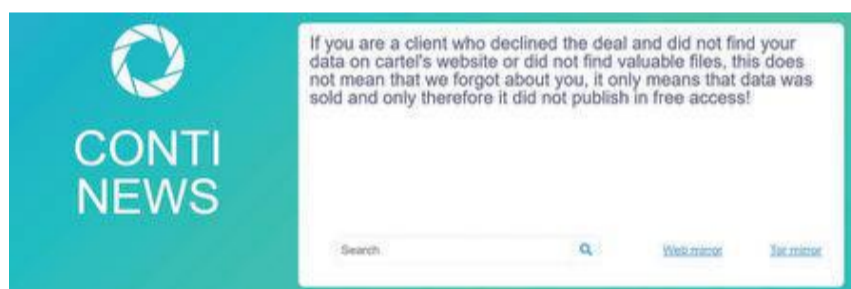 CONTI
NEWS
If you are a client who declined the deal and did not find your
data on cartel's website or did not find valuable files, this does
not mean that we forgot about you, it only means that data was
sold and only therefore it did not publish in free access!
Search
Web mirror
Tor mirror